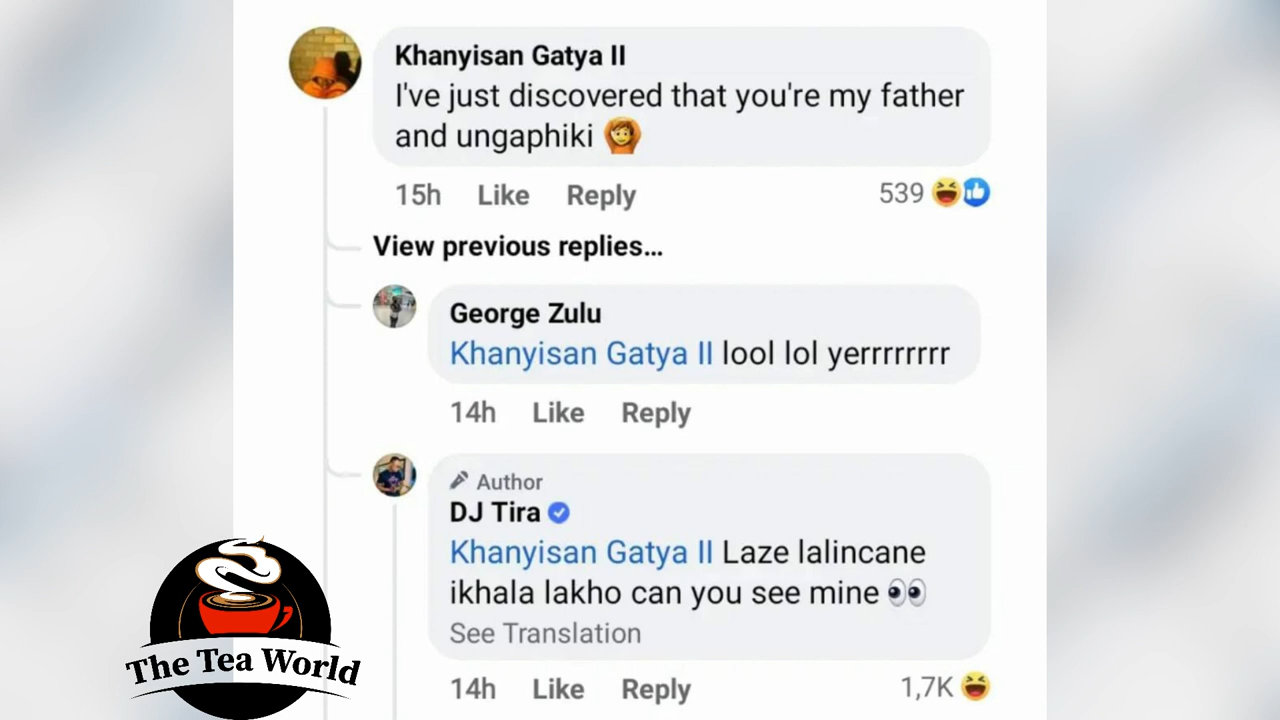 Khanyisan Gatya II
I've just discovered that you're my father
and ungaphiki 🙆
15h Like Reply 539
View previous replies...
George Zulu
Khanyisan Gatya II lool lol yerrrrrrrr
14h Like Reply
Author
DJ Tira
Khanyisan Gatya II Laze lalincane
ikhala lakho can you see mine 👀
See Translation
14h Like Reply 1,7K
The Tea World